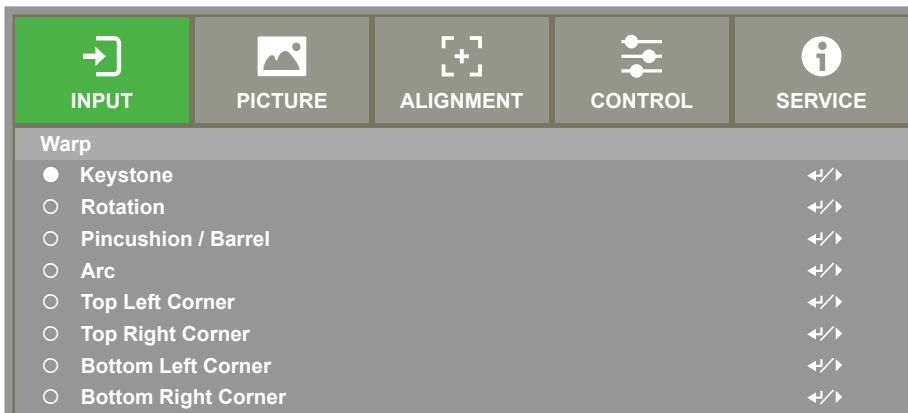 INPUT PICTURE ALIGNMENT CONTROL SERVICE
Warp
Keystone
Rotation
Pincushion / Barrel
Arc
Top Left Corner
Top Right Corner
Bottom Left Corner
Bottom Right Corner